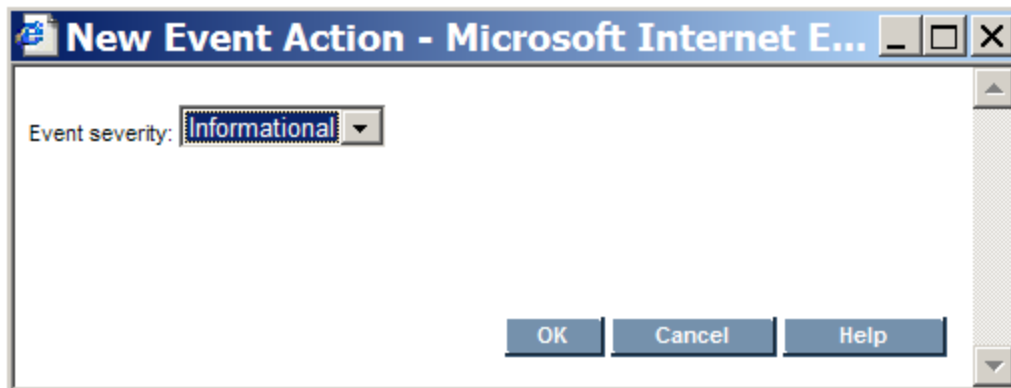 New Event Action - Microsoft Internet E...
Event severity: Informational
OK Cancel Help